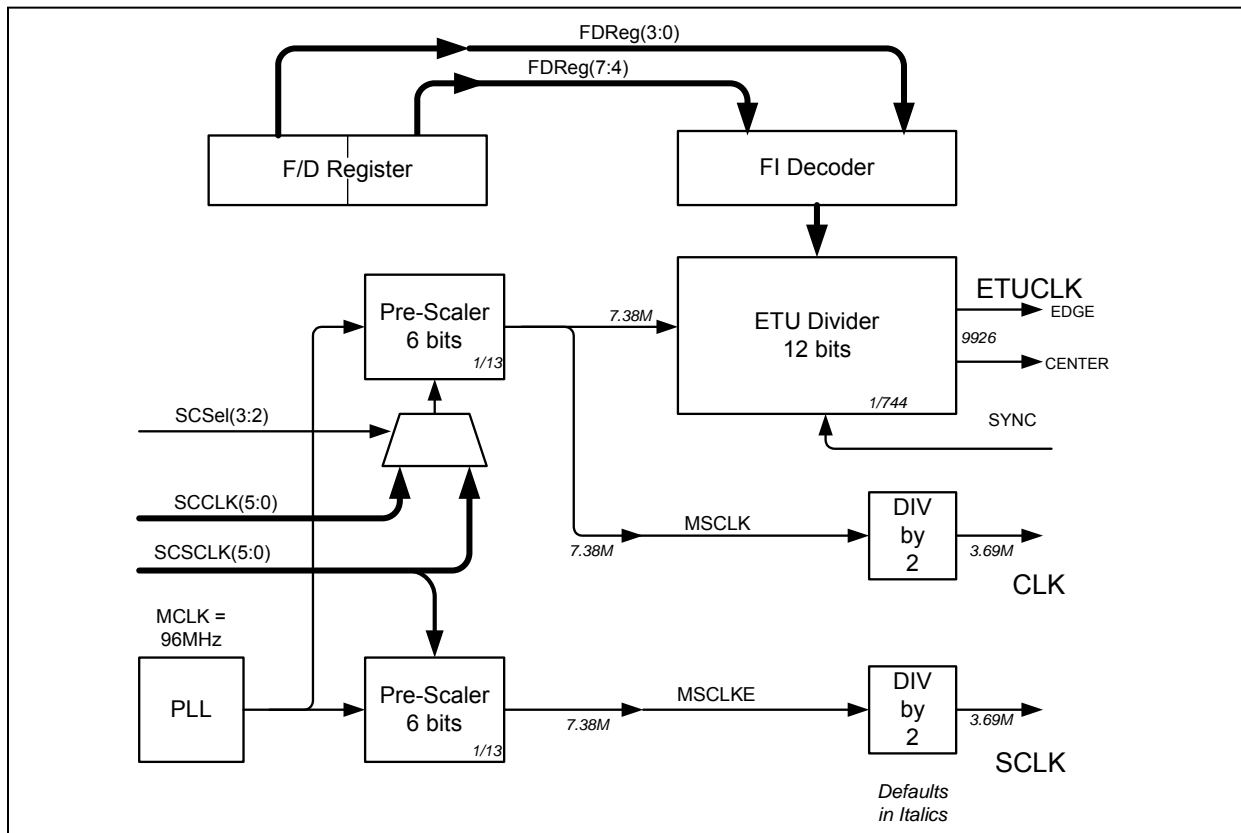 FDReg(3:0)
FDReg(7:4)
F/D Register
FI Decoder
Pre-Scaler
6 bits
1/13
7.38M
ETU Divider
12 bits
1/744
ETUCLK
EDGE
9926
CENTER
SCSel(3:2)
SYNC
SCCLK(5:0)
SCSCLK(5:0)
7.38M
MSCLK
DIV
by
2
3.69M
CLK
MCLK =
96MHz
PLL
Pre-Scaler
6 bits
1/13
7.38M
MSCLKE
DIV
by
2
3.69M
SCLK
Defaults
in Italics